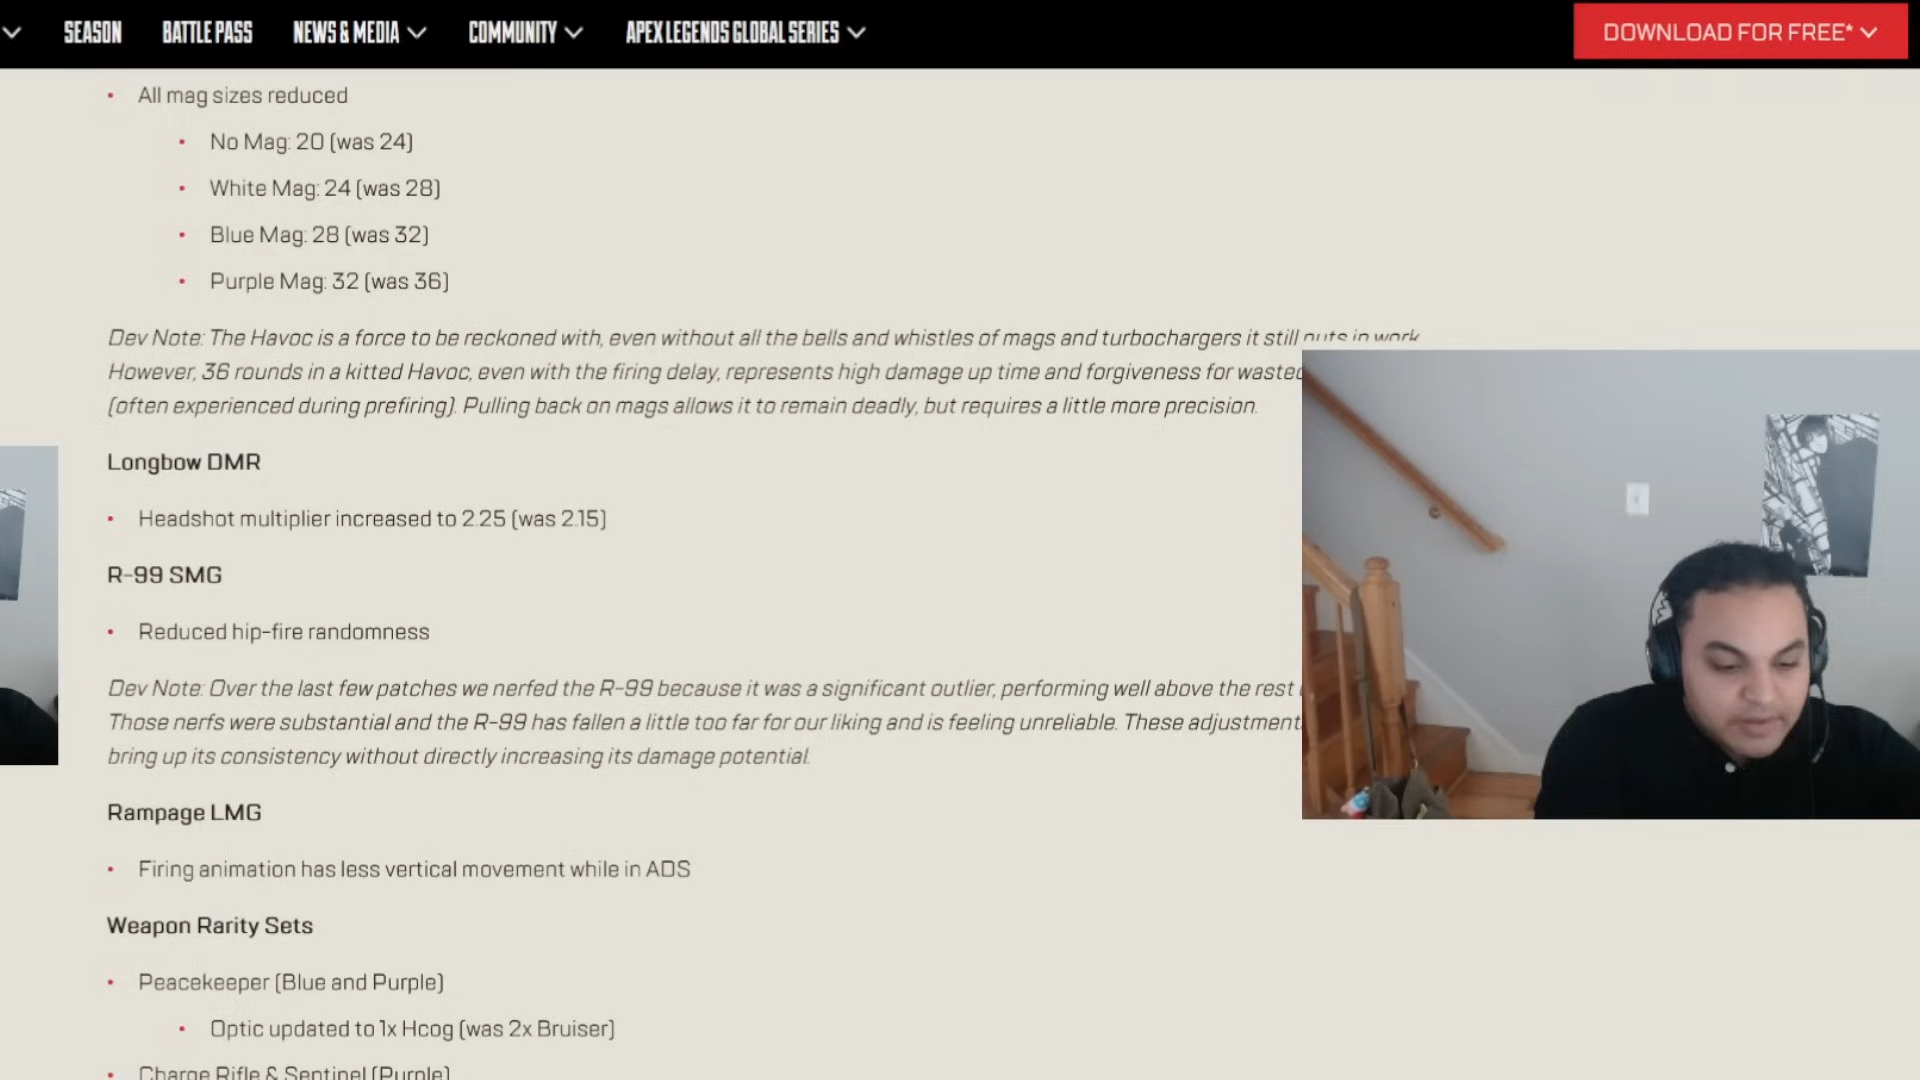 SEASON BATTLE PASS NEWS & MEDIA COMMUNITY APEX LEGENDS GLOBAL SERIES DOWNLOAD FOR FREE*
• All mag sizes reduced
• No Mag: 20 (was 24)
• White Mag: 24 (was 28)
• Blue Mag: 28 (was 32)
• Purple Mag: 32 (was 36)
Dev Note: The Havoc is a force to be reckoned with, even without all the bells and whistles of mags and turbochargers it still puts in work.
However, 36 rounds in a kitted Havoc, even with the firing delay, represents high damage up time and forgiveness for wasted
(often experienced during prefiring). Pulling back on mags allows it to remain deadly, but requires a little more precision.
Longbow DMR
• Headshot multiplier increased to 2.25 (was 2.15)
R-99 SMG
• Reduced hip-fire randomness
Dev Note: Over the last few patches we nerfed the R-99 because it was a significant outlier, performing well above the rest
Those nerfs were substantial and the R-99 has fallen a little too far for our liking and is feeling unreliable. These adjustment
bring up its consistency without directly increasing its damage potential.
Rampage LMG
• Firing animation has less vertical movement while in ADS
Weapon Rarity Sets
• Peacekeeper (Blue and Purple)
• Optic updated to 1x Hcog (was 2x Bruiser)
• Charge Rifle & Sentinel (Purple)